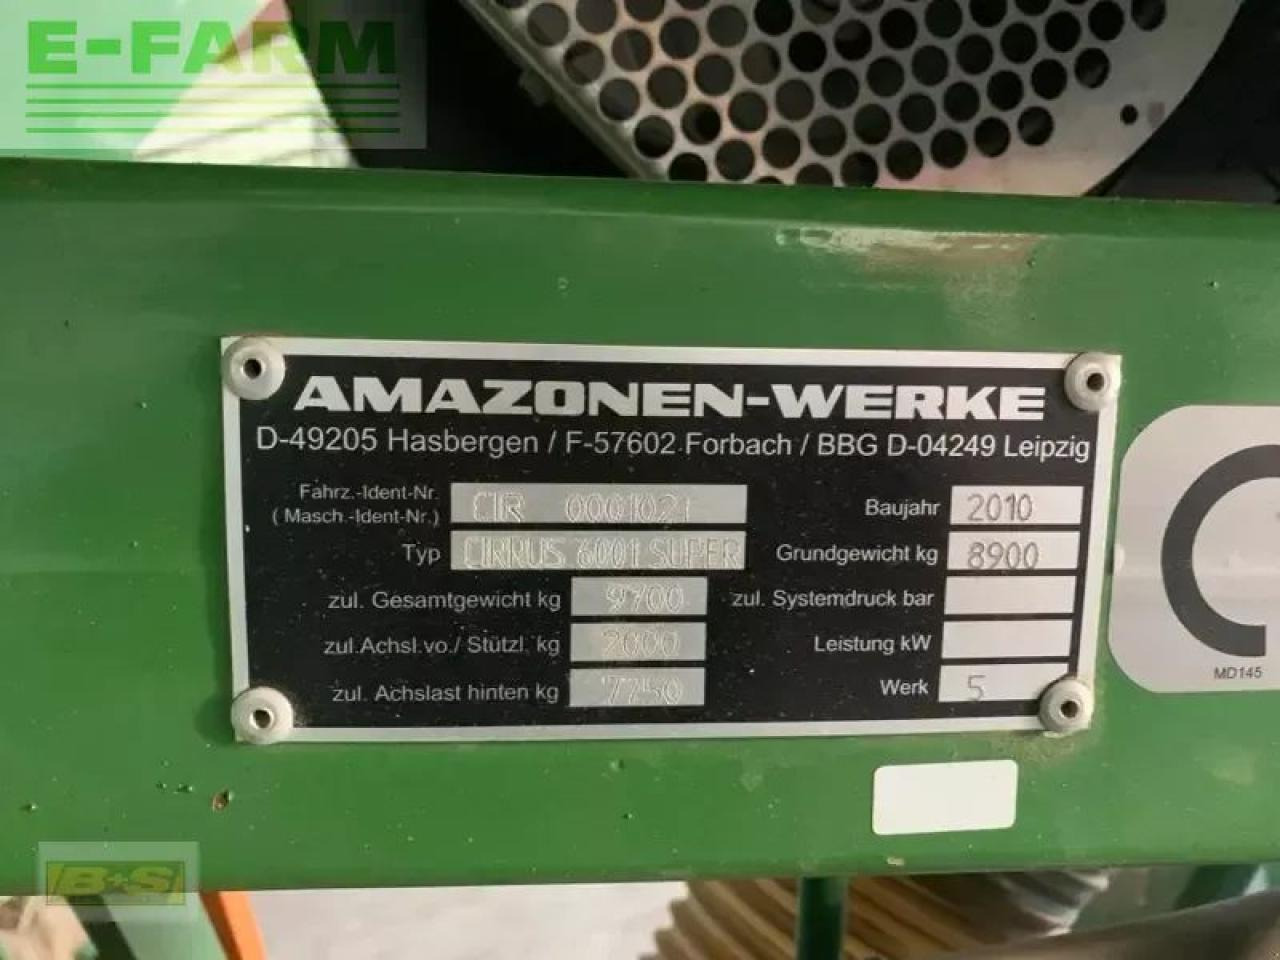 E-FARM
AMAZONEN-WERKE
D-49205 Hasbergen / F-57602 Forbach / BBG D-04249 Leipzig
Fahrz.-Ident-Nr.
(Masch.-Ident-Nr.) CIR 0001021
Typ CIRRUS 6001 SUPER
zul. Gesamtgewicht kg 9700
zul.Achsl.vo./ Stützl. kg 2000
zul. Achslast hinten kg 7750
Baujahr 2010
Grundgewicht kg 8900
zul. Systemdruck bar
Leistung kW
Werk 5
MD145
B+S